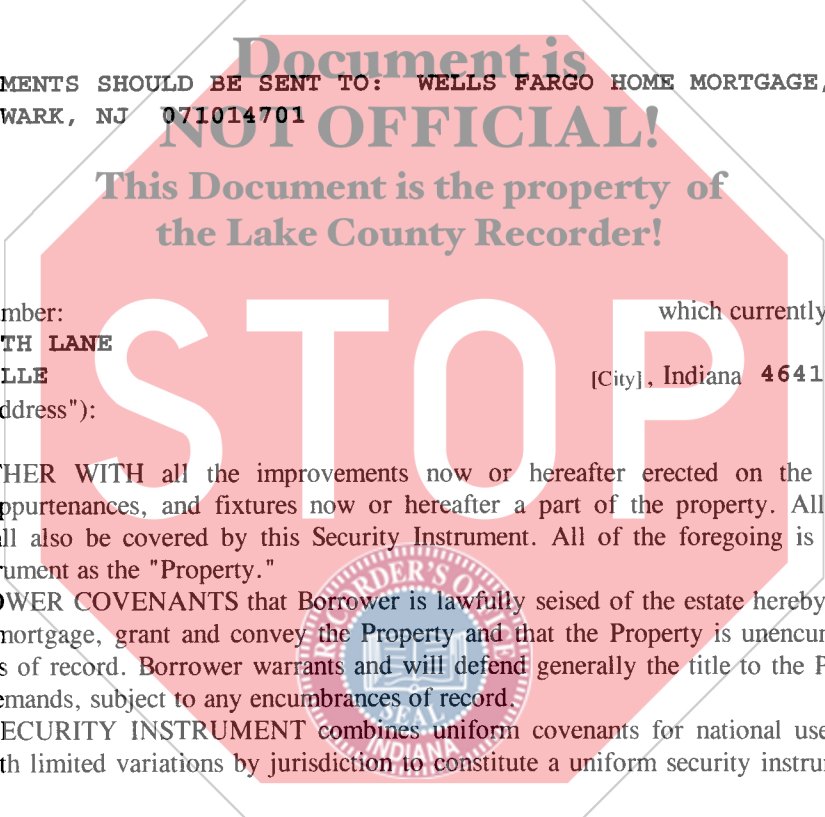 Document is
MENTS SHOULD BE SENT TO: WELLS FARGO HOME MORTGAGE,
WARK, NJ 071014701
NOT OFFICIAL!
This Document is the property of
the Lake County Recorder!
mber: which currently
TH LANE
LLE [City], Indiana 4641
ddress"):
STOP
THER WITH all the improvements now or hereafter erected on the
ppurtenances, and fixtures now or hereafter a part of the property. All
ll also be covered by this Security Instrument. All of the foregoing is
rument as the "Property."
OWER COVENANTS that Borrower is lawfully seised of the estate hereby
mortgage, grant and convey the Property and that the Property is unencu
s of record. Borrower warrants and will defend generally the title to the P
emands, subject to any encumbrances of record.
ECURITY INSTRUMENT combines uniform covenants for national use
th limited variations by jurisdiction to constitute a uniform security instru
RECORDER'S OFFICE
SEAL
INDIANA